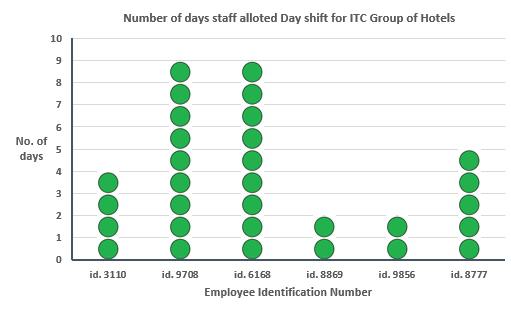 Number of days staff alloted Day shift for ITC Group of Hotels
10
9
8
7
6
5
4
3
2
1
0
No. of
days
id. 3110 id. 9708 id. 6168 id. 8869 id. 9856 id. 8777
Employee Identification Number